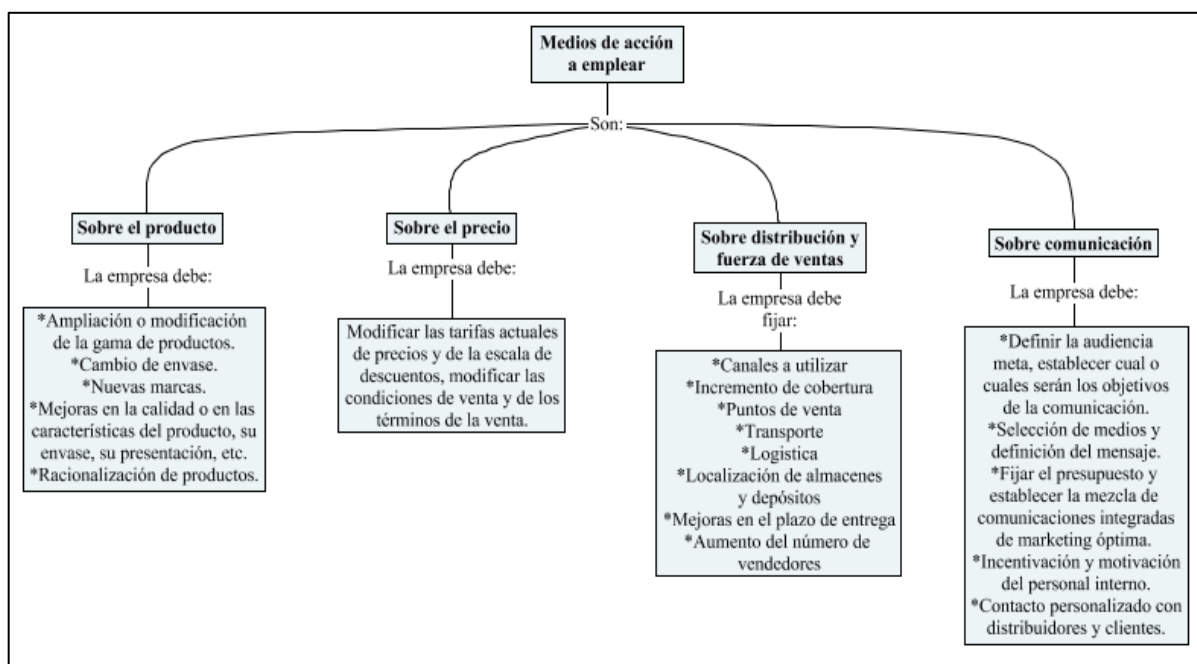 Medios de acción
a emplear
Son:
Sobre el producto
La empresa debe:
*Ampliación o modificación
de la gama de productos.
*Cambio de envase.
*Nuevas marcas.
*Mejoras en la calidad o en las
características del producto, su
envase, su presentación, etc.
*Racionalización de productos.
Sobre el precio
La empresa debe:
Modificar las tarifas actuales
de precios y de la escala de
descuentos, modificar las
condiciones de venta y de los
términos de la venta.
Sobre distribución y
fuerza de ventas
La empresa debe
fijar:
*Canales a utilizar
*Incremento de cobertura
*Puntos de venta
*Transporte
*Logística
*Localización de almacenes
y depósitos
*Mejoras en el plazo de entrega
*Aumento del número de
vendedores
Sobre comunicación
La empresa debe:
*Definir la audiencia
meta, establecer cual o
cuales serán los objetivos
de la comunicación.
*Selección de medios y
definición del mensaje.
*Fijar el presupuesto y
establecer la mezcla de
comunicaciones integradas
de marketing óptima.
*Incentivación y motivación
del personal interno.
*Contacto personalizado con
distribuidores y clientes.